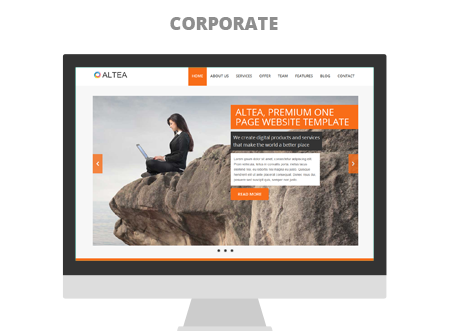 CORPORATE
ALTEA
HOME ABOUT US SERVICES OFFER TEAM FEATURES BLOG CONTACT
ALTEA, PREMIUM ONE
PAGE WEBSITE TEMPLATE
We create digital products and services
that make the world a better place
Lorem ipsum dolor sit amet, consectetur adipiscing elit.
READ MORE